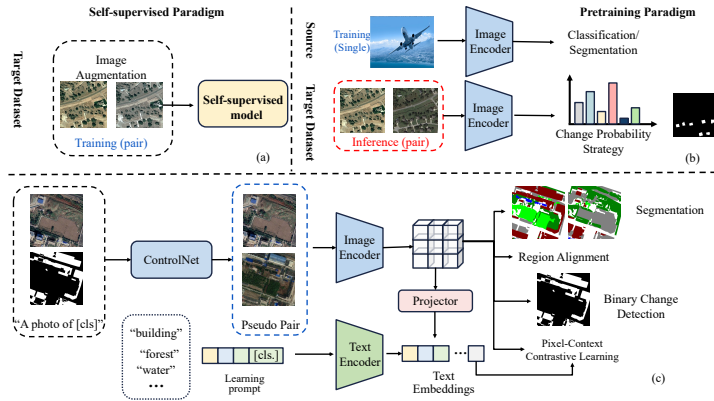 Self-supervised Paradigm
Target Dataset
Image
Augmentation
Training (pair)
Self-supervised
model
(a)
Pretraining Paradigm
Source
Training
(Single)
Image
Encoder
Classification/
Segmentation
Target Dataset
Inference (pair)
Image
Encoder
Change Probability
Strategy
(b)
“A photo of [cls]”
ControlNet
Pseudo Pair
Image
Encoder
Projector
Segmentation
Region Alignment
Binary Change
Detection
Pixel-Context
Contrastive Learning
“building”
“forest”
“water”
...
[cls.]
Learning
prompt
Text
Encoder
...
Text
Embeddings
(c)